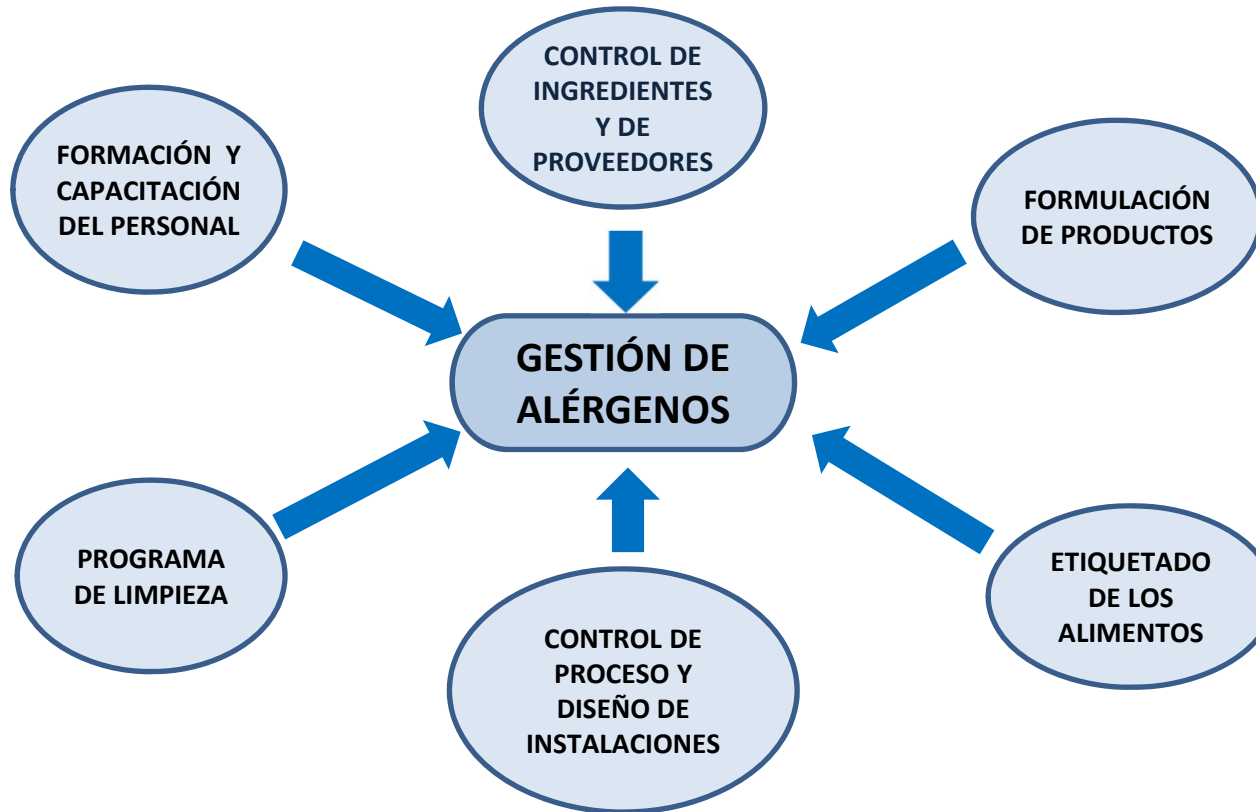 CONTROL DE
INGREDIENTES
Y DE
PROVEEDORES
FORMACIÓN Y
CAPACITACIÓN
DEL PERSONAL
FORMULACIÓN
DE PRODUCTOS
GESTIÓN DE
ALÉRGENOS
PROGRAMA
DE LIMPIEZA
CONTROL DE
PROCESO Y
DISEÑO DE
INSTALACIONES
ETIQUETADO
DE LOS
ALIMENTOS